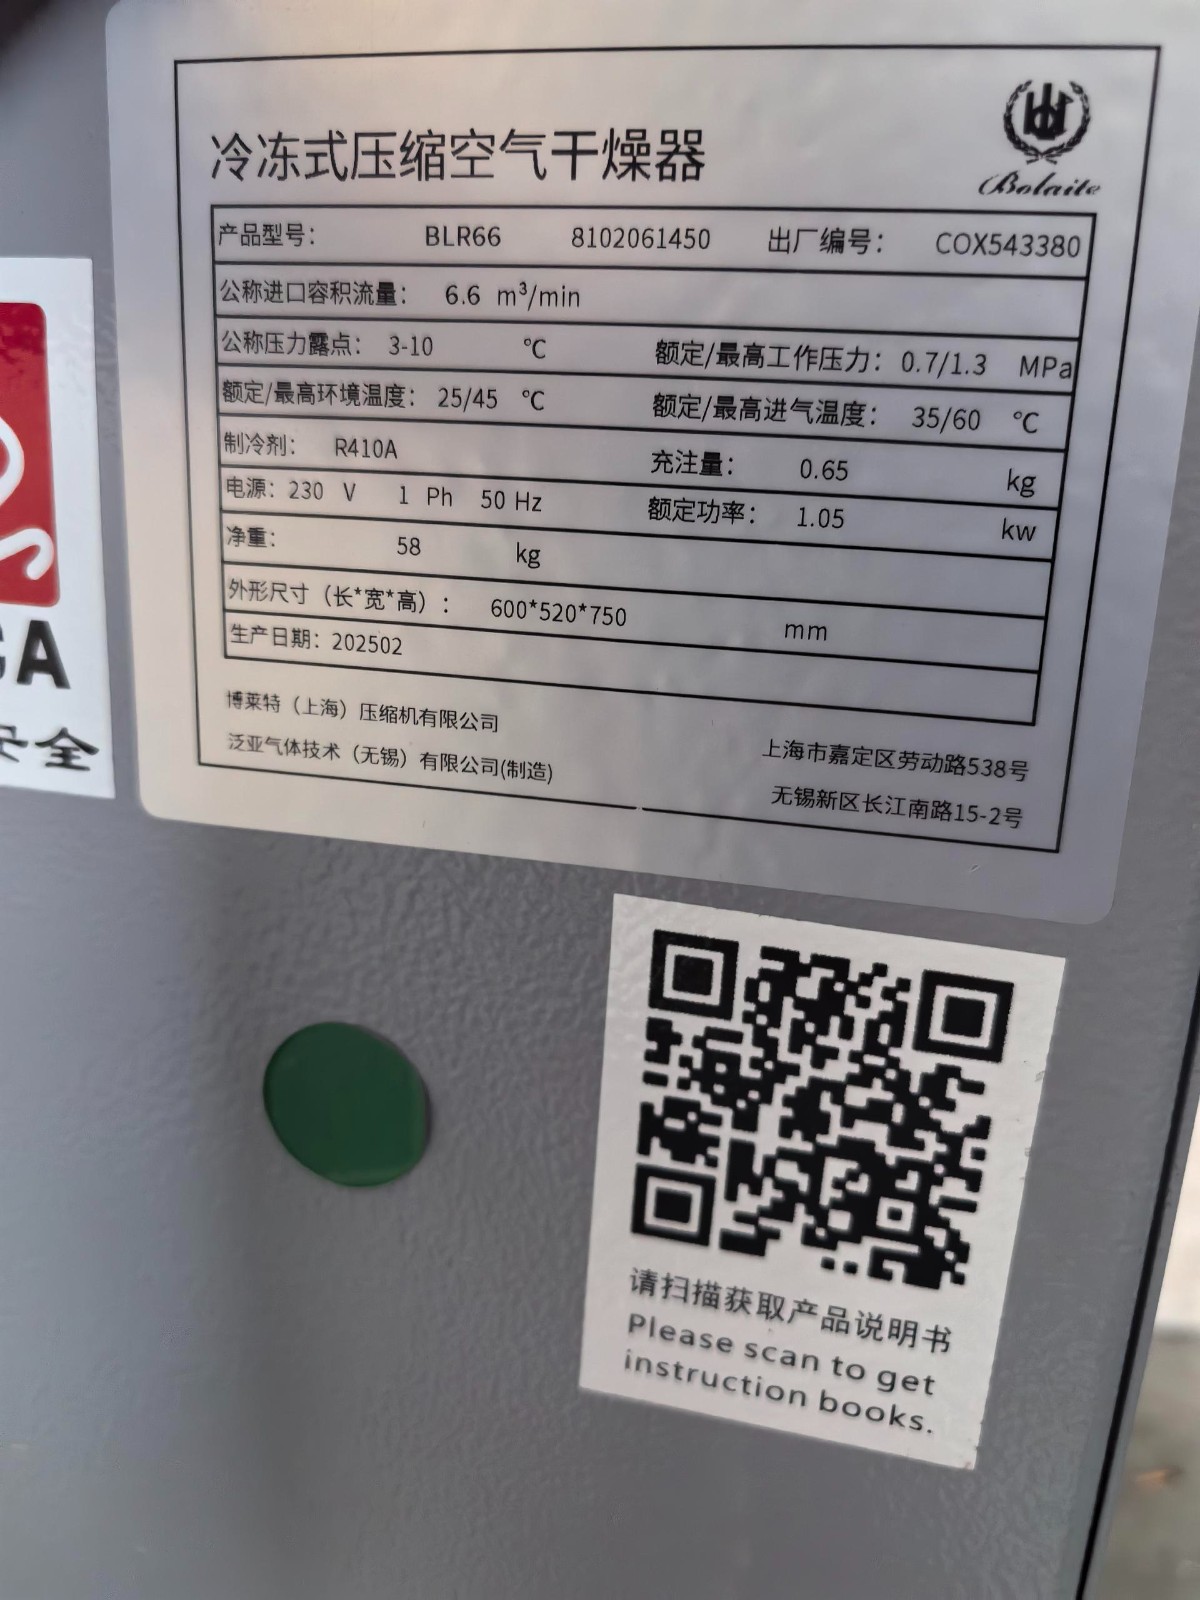 冷冻式压缩空气干燥器
Bolaite
产品型号： BLR66 8102061450 出厂编号： COX543380
公称进口容积流量： 6.6 m³/min
公称压力露点： 3-10 ℃ 额定/最高工作压力： 0.7/1.3 MPa
额定/最高环境温度： 25/45 ℃ 额定/最高进气温度： 35/60 ℃
制冷剂： R410A 充注量： 0.65 kg
电源： 230 V 1 Ph 50 Hz 额定功率： 1.05 kw
净重： 58 kg
外形尺寸（长*宽*高）： 600*520*750 mm
生产日期： 202502
博莱特（上海）压缩机有限公司 上海市嘉定区劳动路538号
泛亚气体技术（无锡）有限公司(制造) 无锡新区长江南路15-2号
A
安全
请扫描获取产品说明书
Please scan to get
instruction books.